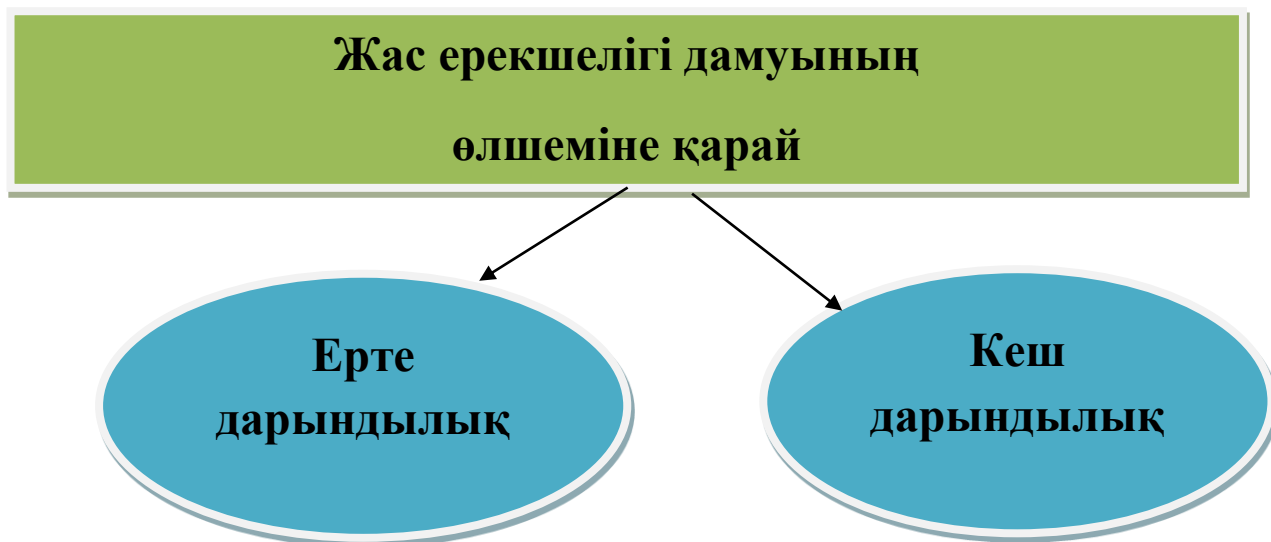 Жас ерекшелігі дамуының
өлшеміне қарай
Ерте
дарындылық
Кеш
дарындылық